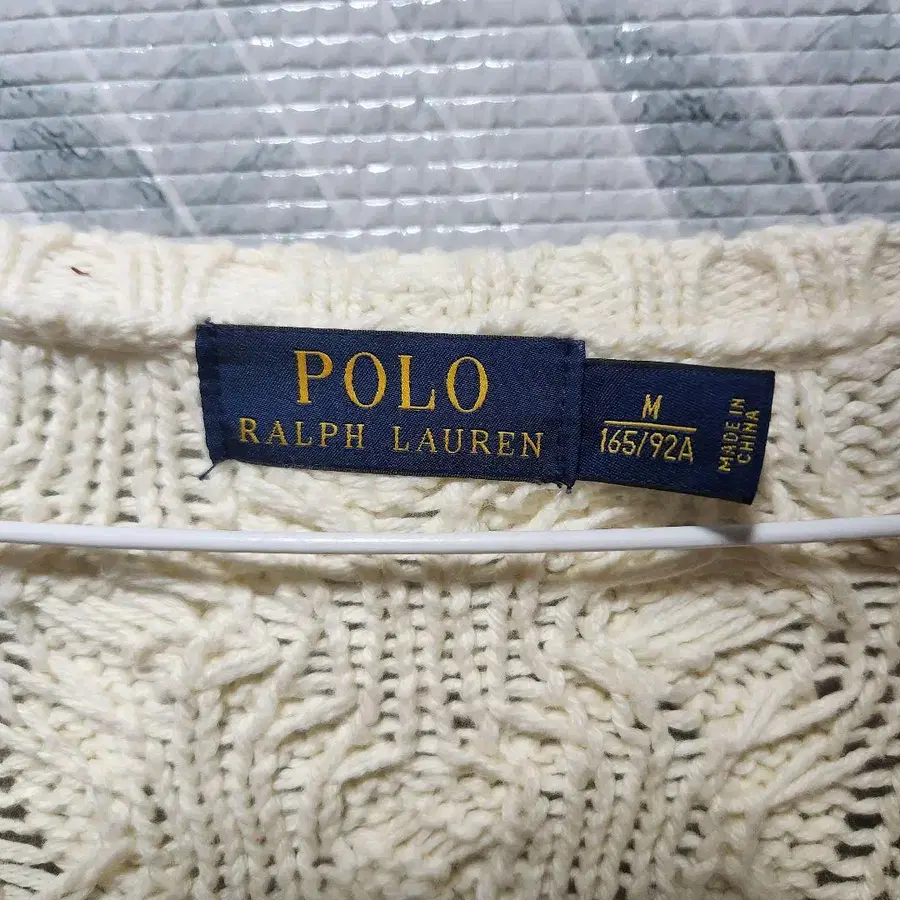 POLO
RALPH LAUREN
M
165/92A
MADE IN
CHINA